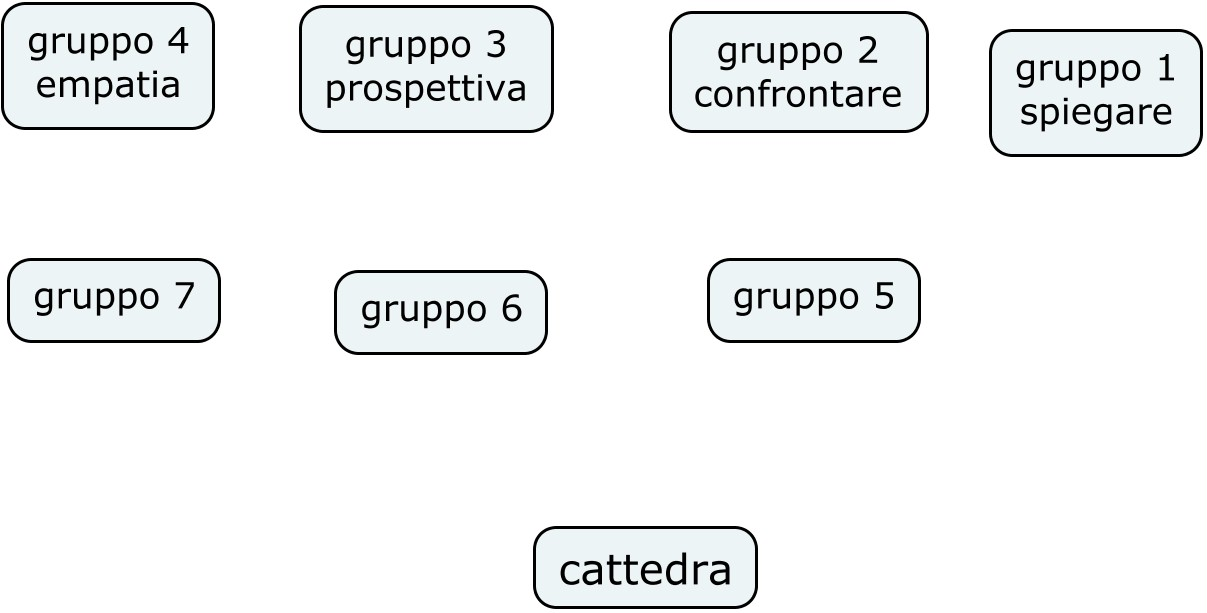 gruppo 4
empatia
gruppo 3
prospettiva
gruppo 2
confrontare
gruppo 1
spiegare
gruppo 7
gruppo 6
gruppo 5
cattedra